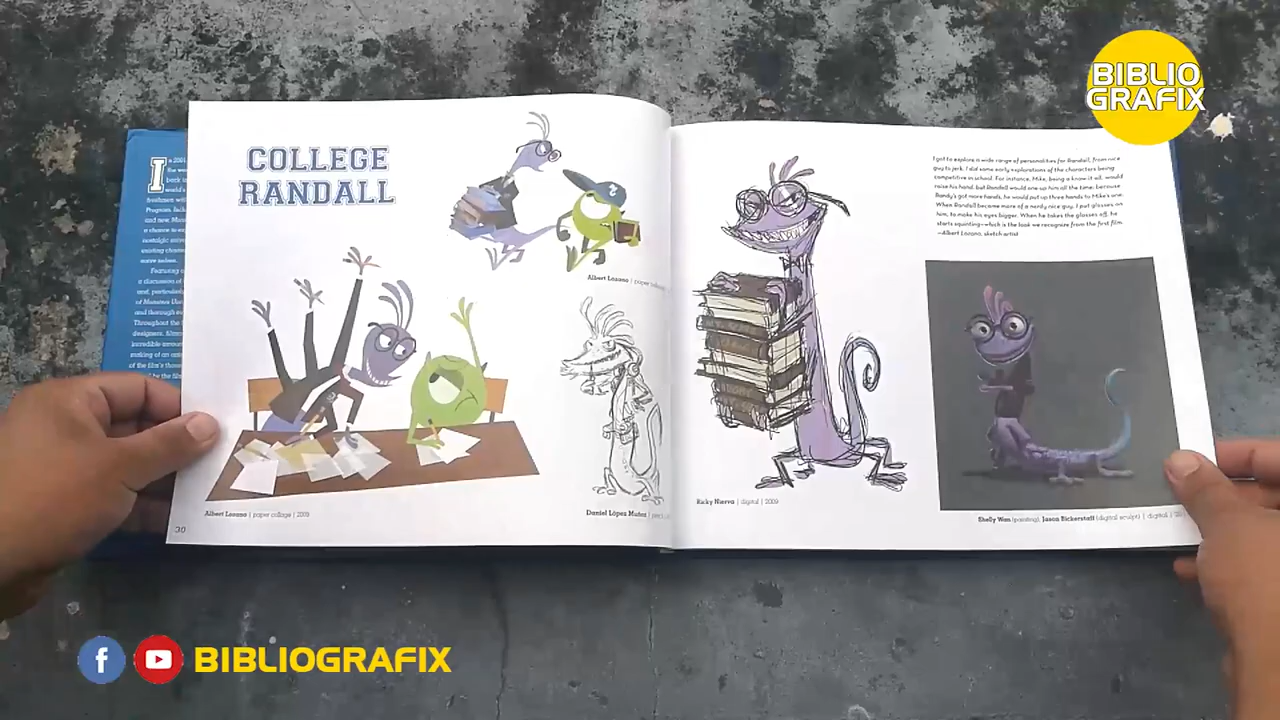 BIBLIO
GRAFIX
COLLEGE
RANDALL
Albert Lozano | paper
Albert Lozano | paper collage | 2009
30
Daniel López Muñoz
I got to explore a wide range of personalities for Randall, from nice
guy to jerk. I did some early explorations of the characters being
competitive in school. For instance, Mike, being a know it all, would
raise his hand, but Randall would one-up him all the time; because
Randy's got more hands, he would put up three hands to Mike's one.
When Randall became more of a nerdy nice guy, I put glasses on
him, to make his eyes bigger. When he takes the glasses off, he
starts squinting—which is the look we recognize from the first film.
—Albert Lozano, sketch artist
Ricky Nierva | digital | 2009
Shelly Wan (painting), Jason Bickerstaff (digital sculpt) | digital
BIBLIOGRAFIX